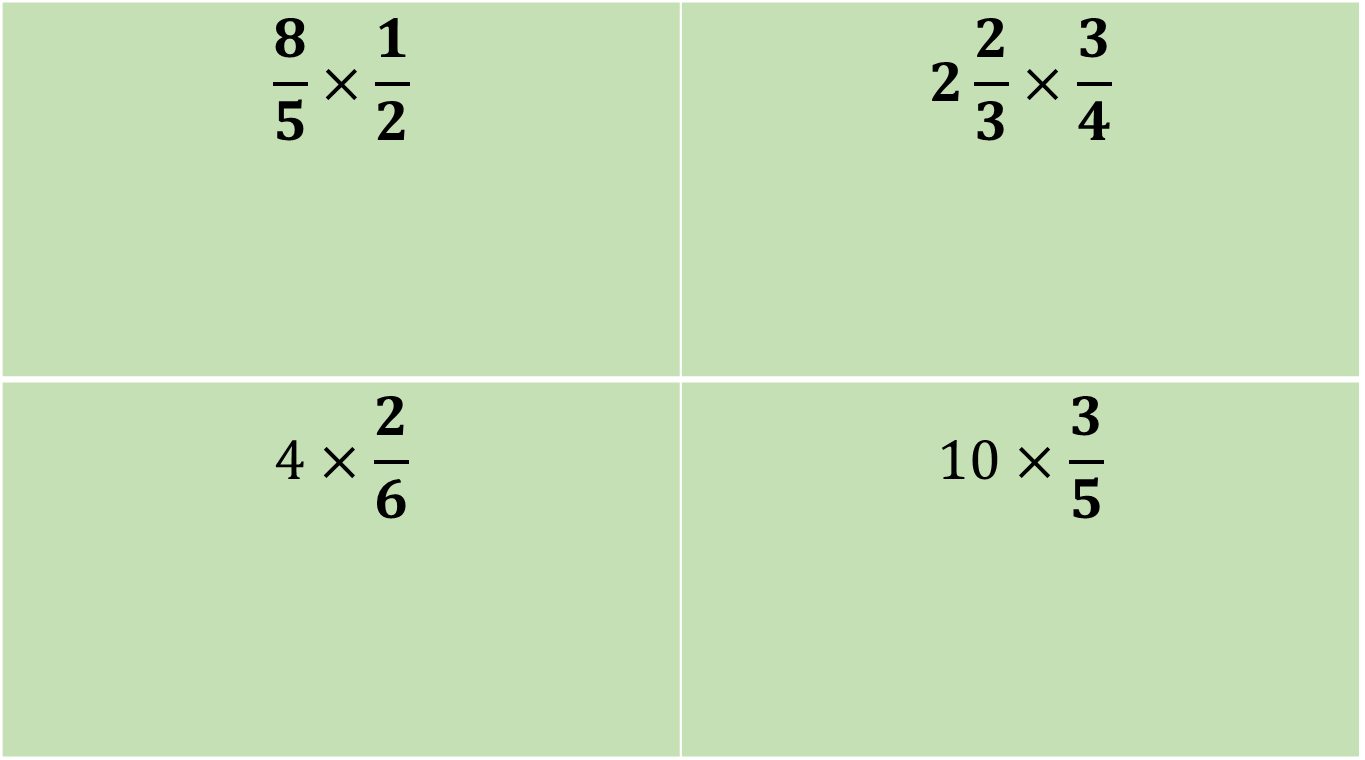 8/5 × 1/2
2 2/3 × 3/4
4 × 2/6
10 × 3/5